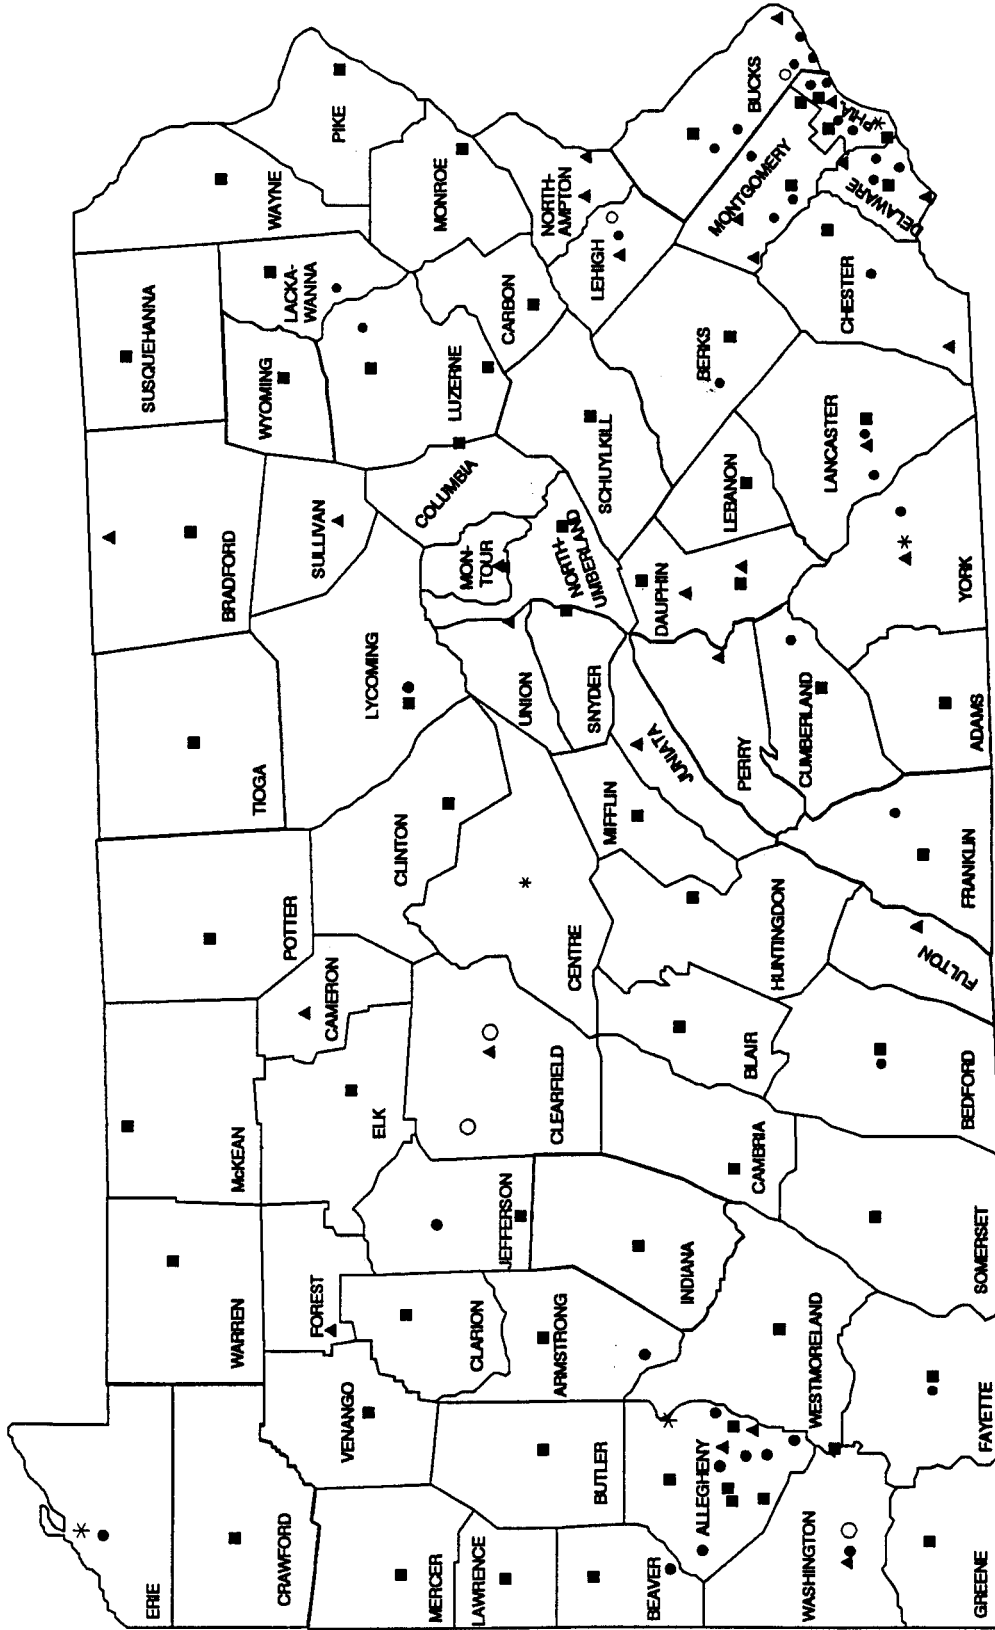 ERIE
CRAWFORD
WARREN
McKEAN
POTTER
TIOGA
BRADFORD
SUSQUEHANNA
WAYNE
WYOMING
LACKA-
WANNA
PIKE
MERCER
VENANGO
FOREST
ELK
CAMERON
CLINTON
LYCOMING
SULLIVAN
LUZERNE
MONROE
LAWRENCE
BUTLER
CLARION
JEFFERSON
CLEARFIELD
CENTRE
UNION
MON-
TOUR
COLUMBIA
CARBON
NORTH-
AMPTON
BEAVER
ALLEGHENY
ARMSTRONG
INDIANA
CAMBRIA
BLAIR
HUNTINGDON
MIFFLIN
JUNIATA
SNYDER
NORTH-
UMBERLAND
SCHUYLKILL
LEHIGH
WASHINGTON
WESTMORELAND
PERRY
DAUPHIN
LEBANON
BERKS
MONTGOMERY
BUCKS
GREENE
FAYETTE
SOMERSET
BEDFORD
FULTON
FRANKLIN
CUMBERLAND
ADAMS
YORK
LANCASTER
CHESTER
DELAWARE
PHIA.